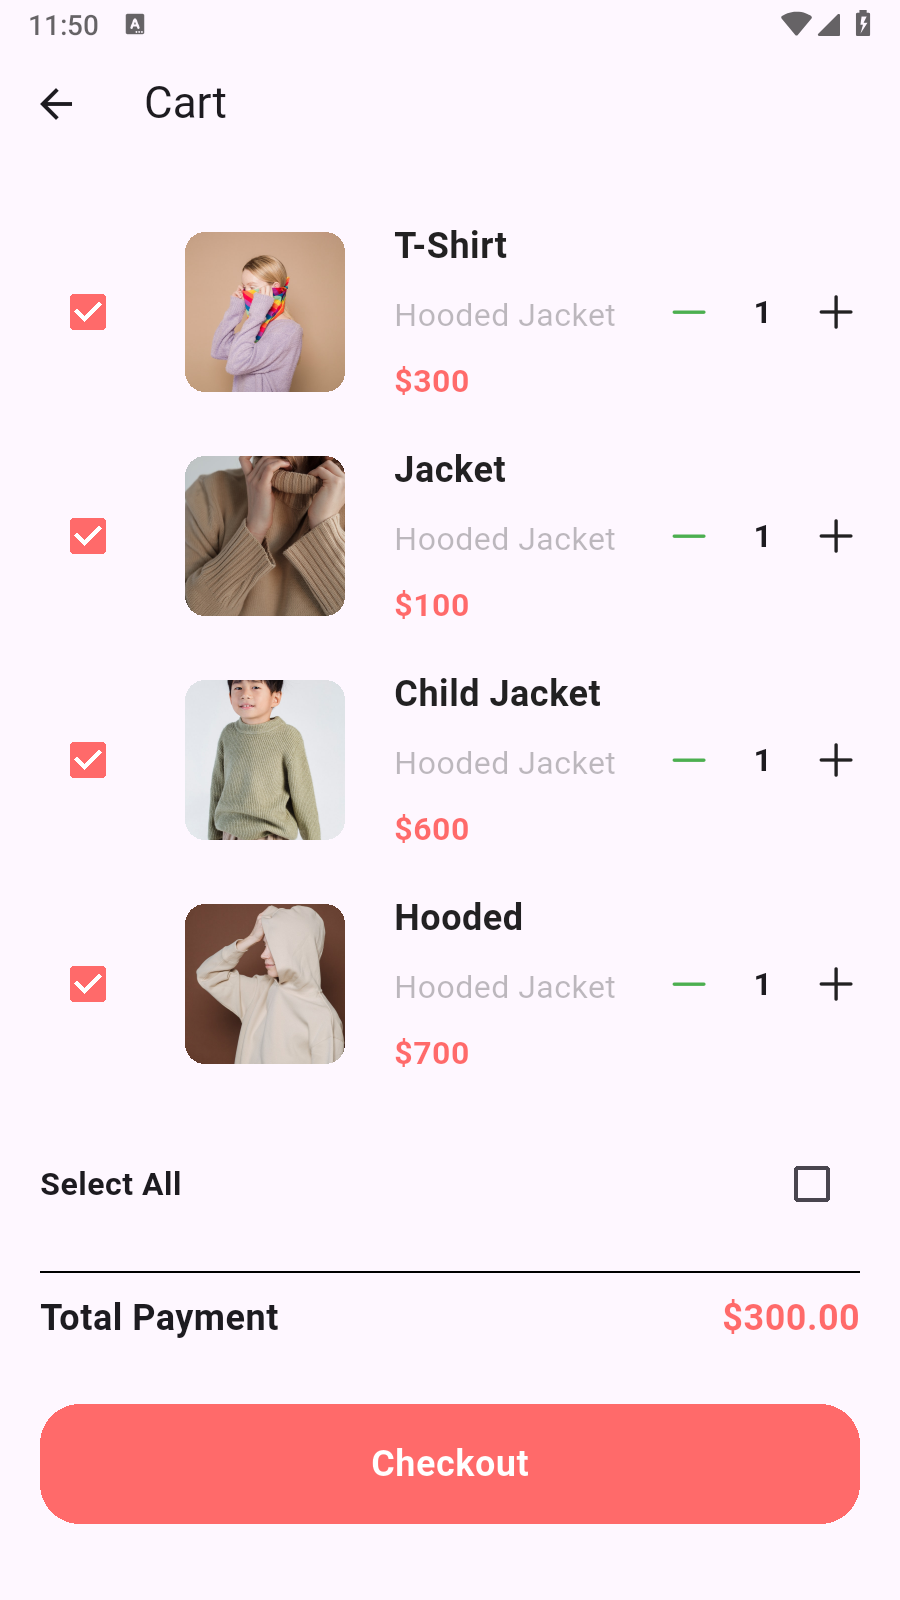 11:50
Cart
T-Shirt
Hooded Jacket
1
$300
Jacket
Hooded Jacket
1
$100
Child Jacket
Hooded Jacket
1
$600
Hooded
Hooded Jacket
1
$700
Select All
Total Payment
$300.00
Checkout